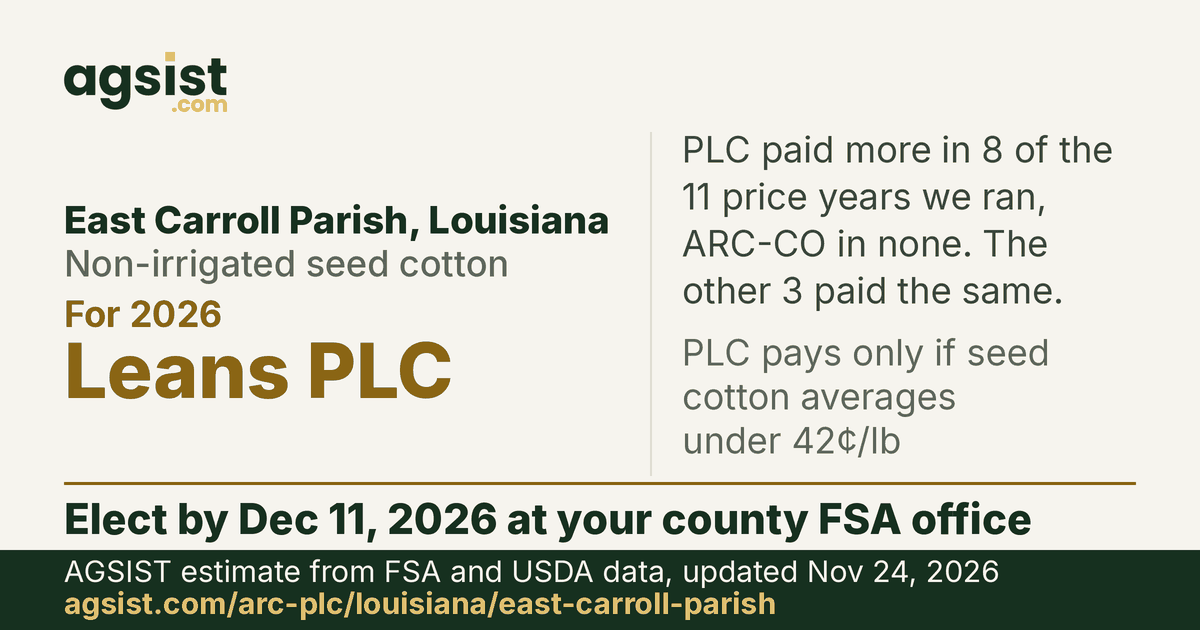 agsist
.com
East Carroll Parish, Louisiana
Non-irrigated seed cotton
For 2026
Leans PLC
PLC paid more in 8 of the
11 price years we ran,
ARC-CO in none. The
other 3 paid the same.
PLC pays only if seed
cotton averages
under 42¢/lb
Elect by Dec 11, 2026 at your county FSA office
AGSIST estimate from FSA and USDA data, updated Nov 24, 2026
agsist.com/arc-plc/louisiana/east-carroll-parish